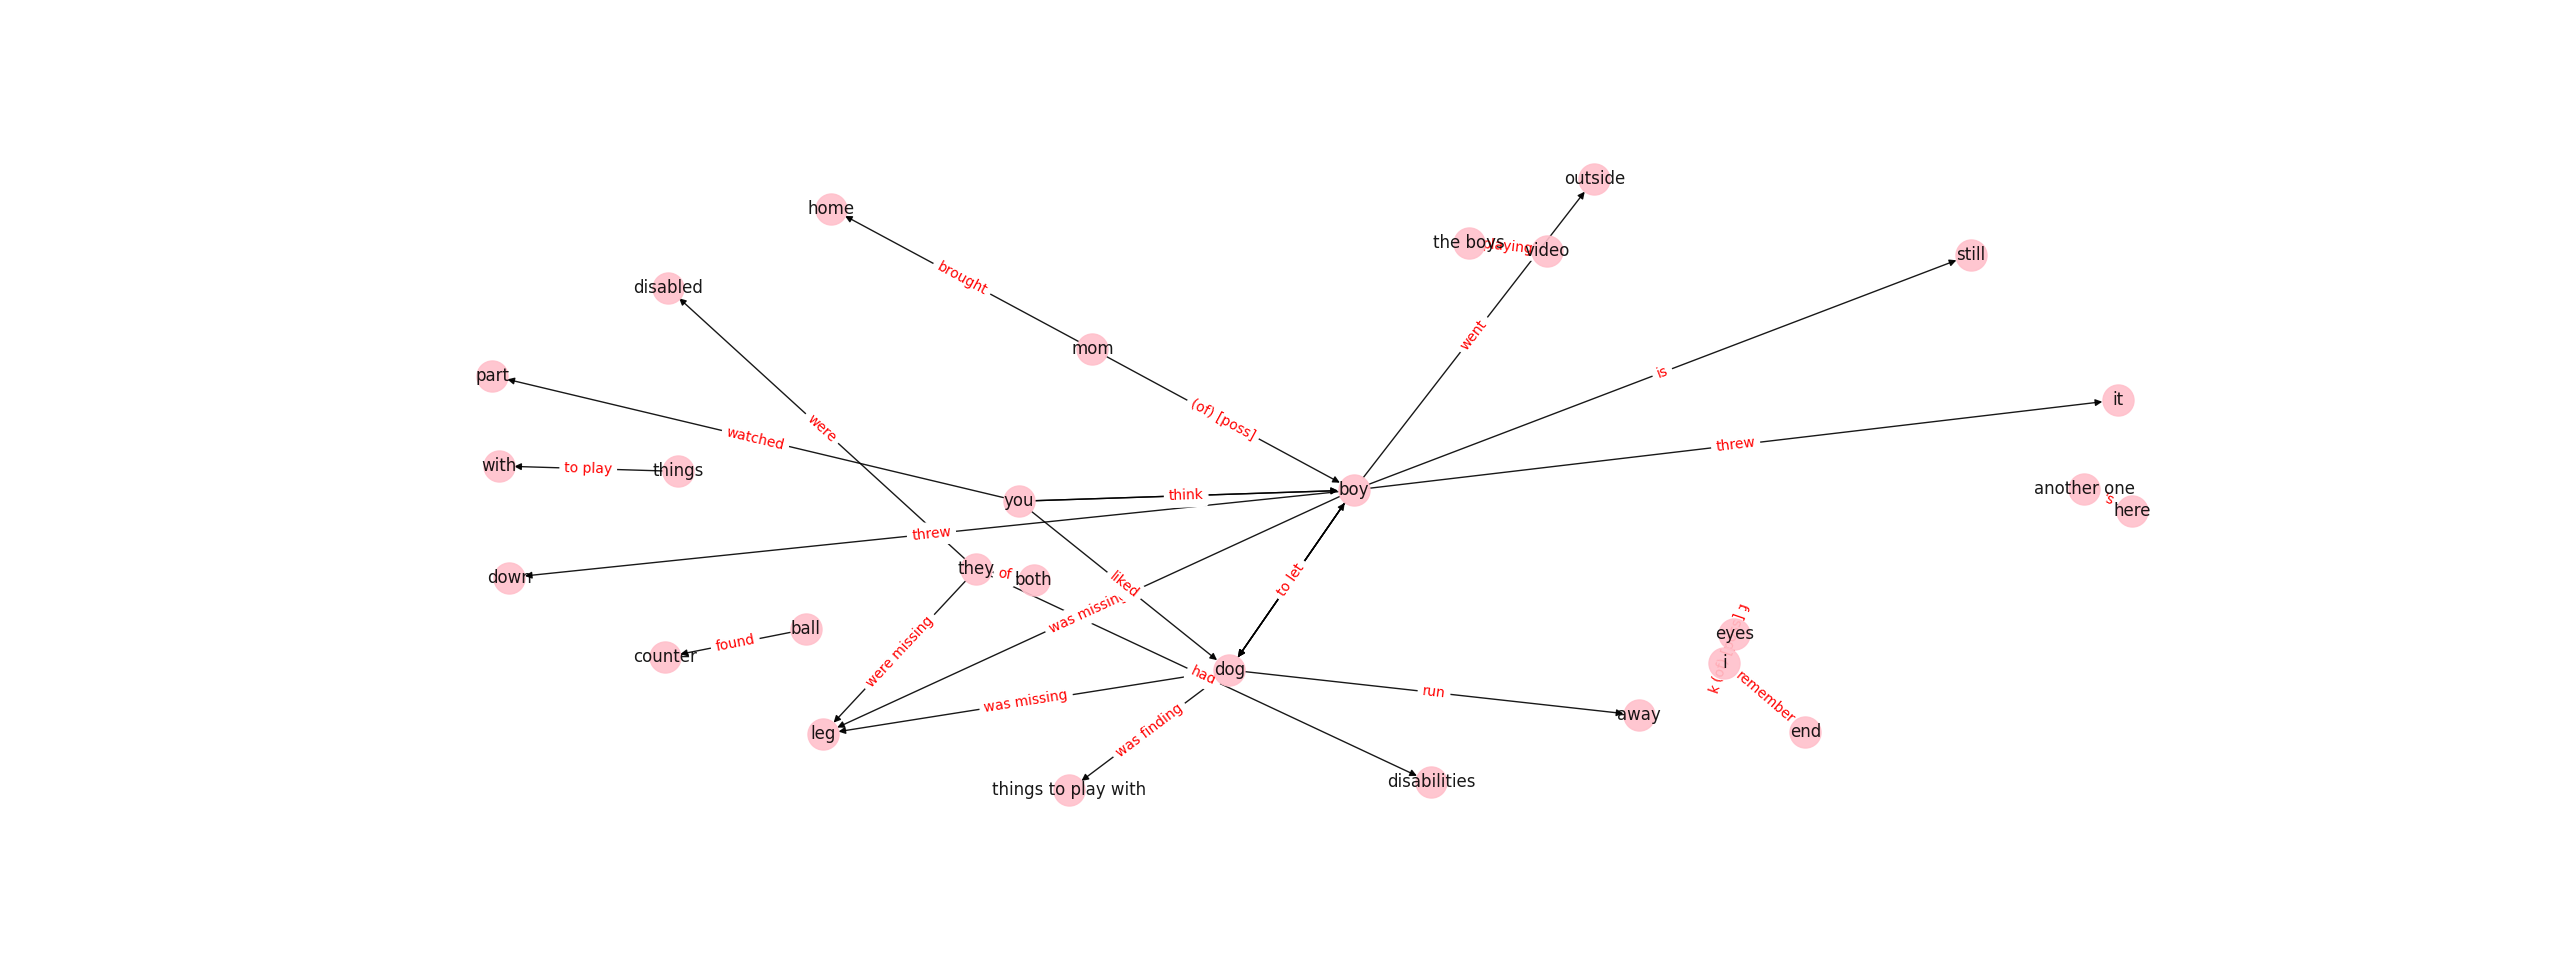 outside
home
the boys
video
still
brought
disabled
went
mom
part
is
it
(of) [poss]
were
watched
threw
with
to play
things
you
think
boy
another one
s
here
threw
down
they
of
both
liked
to let
was missing
found
ball
counter
were missing
eyes
i
dog
had
remember
run
was missing
away
was finding
leg
end
things to play with
disabilities